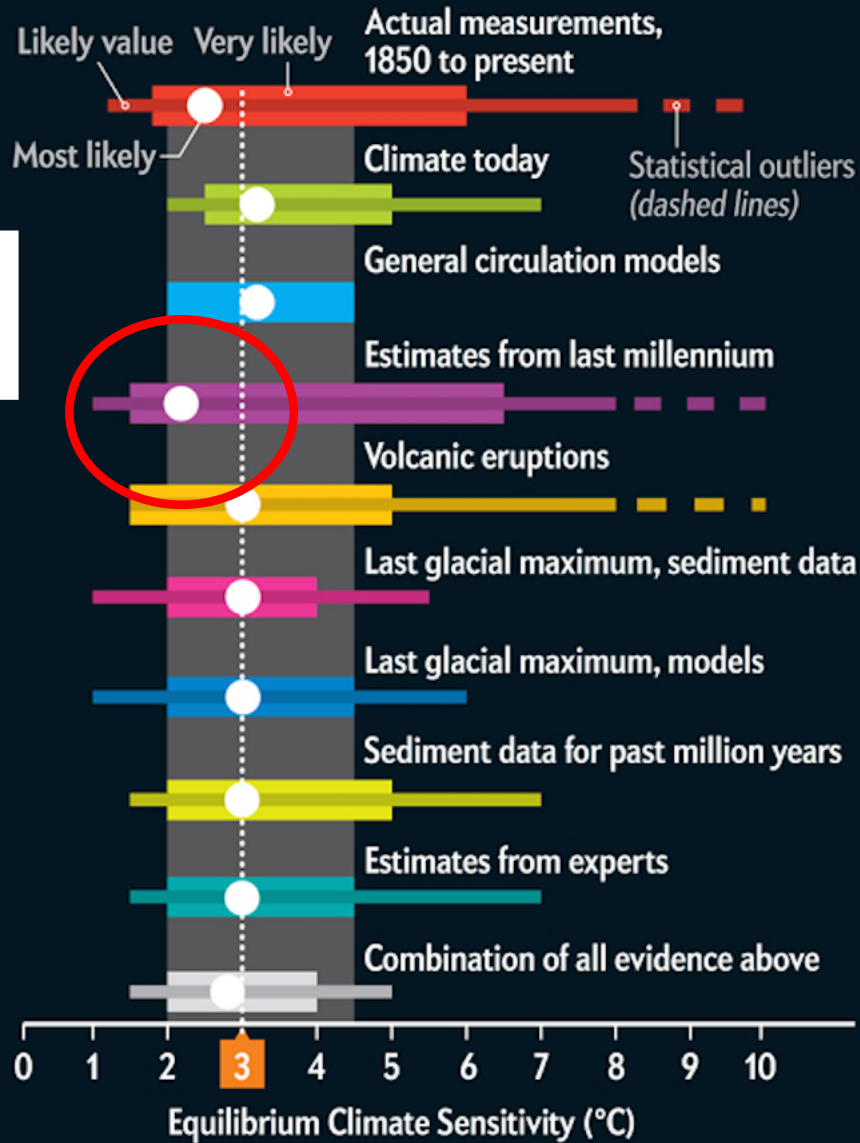 Actual measurements,
1850 to present
Likely value Very likely
Most likely
Statistical outliers
(dashed lines)
Climate today
General circulation models
Estimates from last millennium
Volcanic eruptions
Last glacial maximum, sediment data
Last glacial maximum, models
Sediment data for past million years
Estimates from experts
Combination of all evidence above
0 1 2 3 4 5 6 7 8 9 10
Equilibrium Climate Sensitivity (°C)